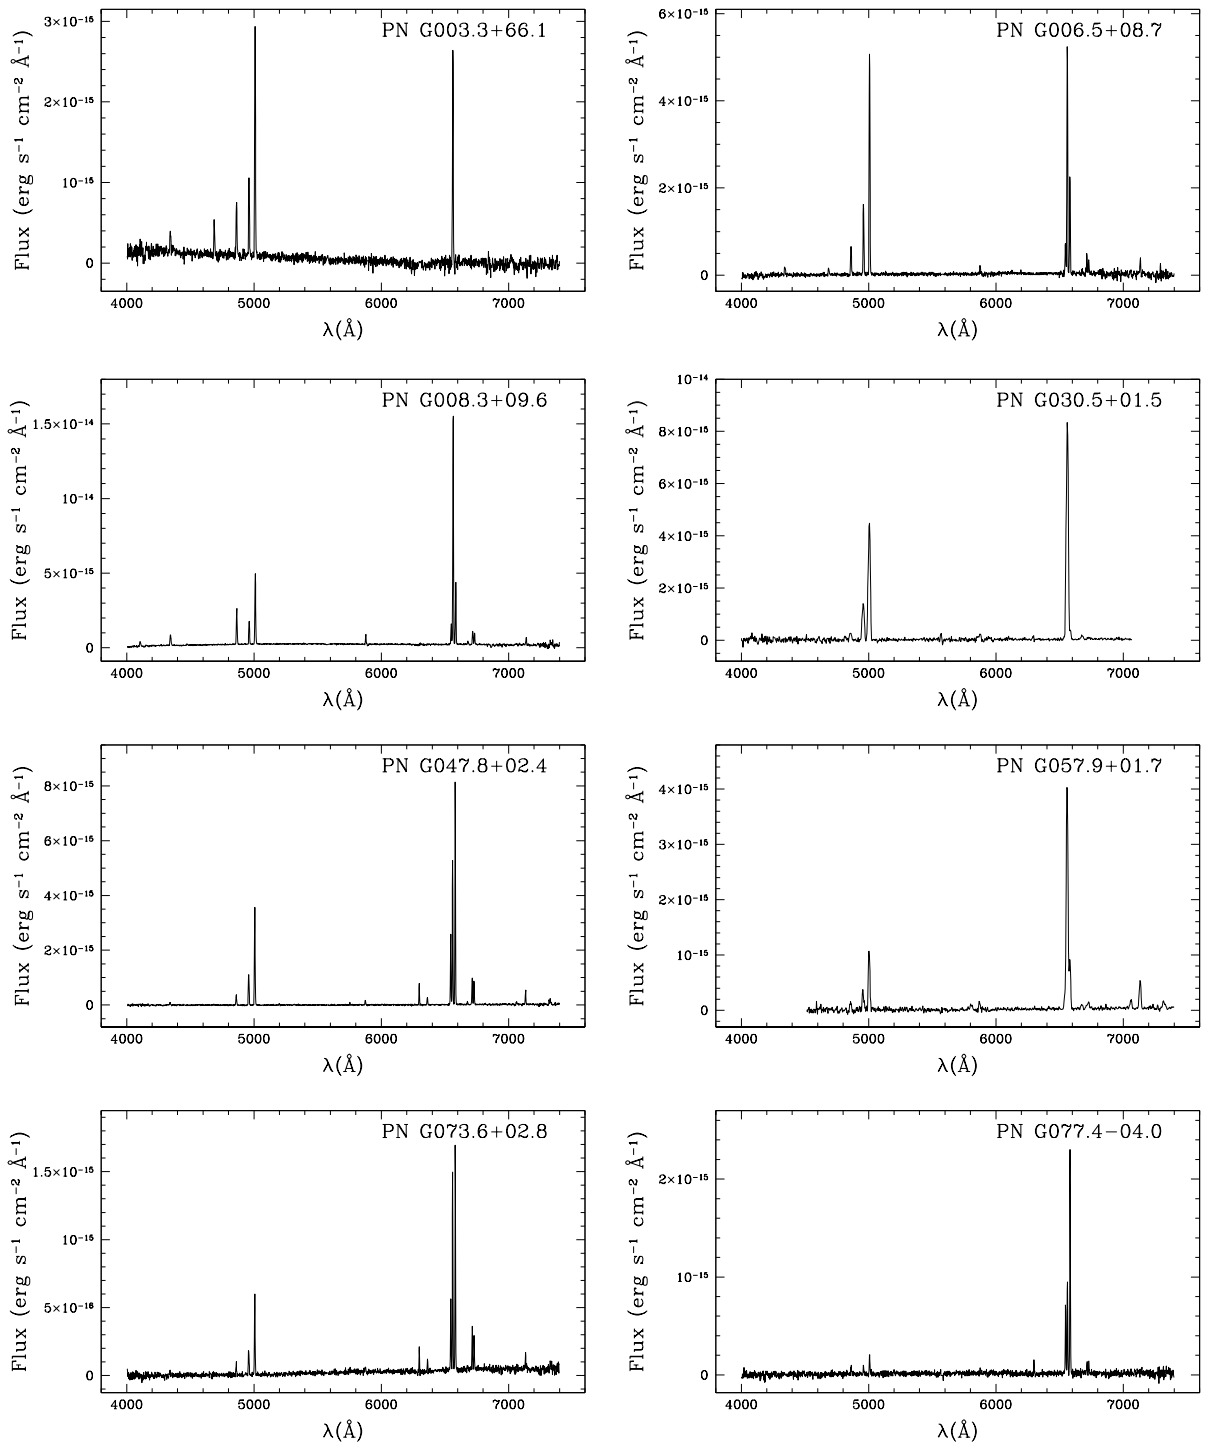 PN G003.3+66.1
3×10⁻¹⁵
2×10⁻¹⁵
10⁻¹⁵
0
Flux (erg s⁻¹ cm⁻² Å⁻¹)
4000 5000 6000 7000
λ(Å)
PN G006.5+08.7
6×10⁻¹⁵
4×10⁻¹⁵
2×10⁻¹⁵
0
Flux (erg s⁻¹ cm⁻² Å⁻¹)
4000 5000 6000 7000
λ(Å)
PN G008.3+09.6
1.5×10⁻¹⁴
10⁻¹⁴
5×10⁻¹⁵
0
Flux (erg s⁻¹ cm⁻² Å⁻¹)
4000 5000 6000 7000
λ(Å)
PN G030.5+01.5
10⁻¹⁴
8×10⁻¹⁵
6×10⁻¹⁵
4×10⁻¹⁵
2×10⁻¹⁵
0
Flux (erg s⁻¹ cm⁻² Å⁻¹)
4000 5000 6000 7000
λ(Å)
PN G047.8+02.4
8×10⁻¹⁵
6×10⁻¹⁵
4×10⁻¹⁵
2×10⁻¹⁵
0
Flux (erg s⁻¹ cm⁻² Å⁻¹)
4000 5000 6000 7000
λ(Å)
PN G057.9+01.7
4×10⁻¹⁵
3×10⁻¹⁵
2×10⁻¹⁵
10⁻¹⁵
0
Flux (erg s⁻¹ cm⁻² Å⁻¹)
4000 5000 6000 7000
λ(Å)
PN G073.6+02.8
1.5×10⁻¹⁵
10⁻¹⁵
5×10⁻¹⁶
0
Flux (erg s⁻¹ cm⁻² Å⁻¹)
4000 5000 6000 7000
λ(Å)
PN G077.4−04.0
2×10⁻¹⁵
10⁻¹⁵
0
Flux (erg s⁻¹ cm⁻² Å⁻¹)
4000 5000 6000 7000
λ(Å)